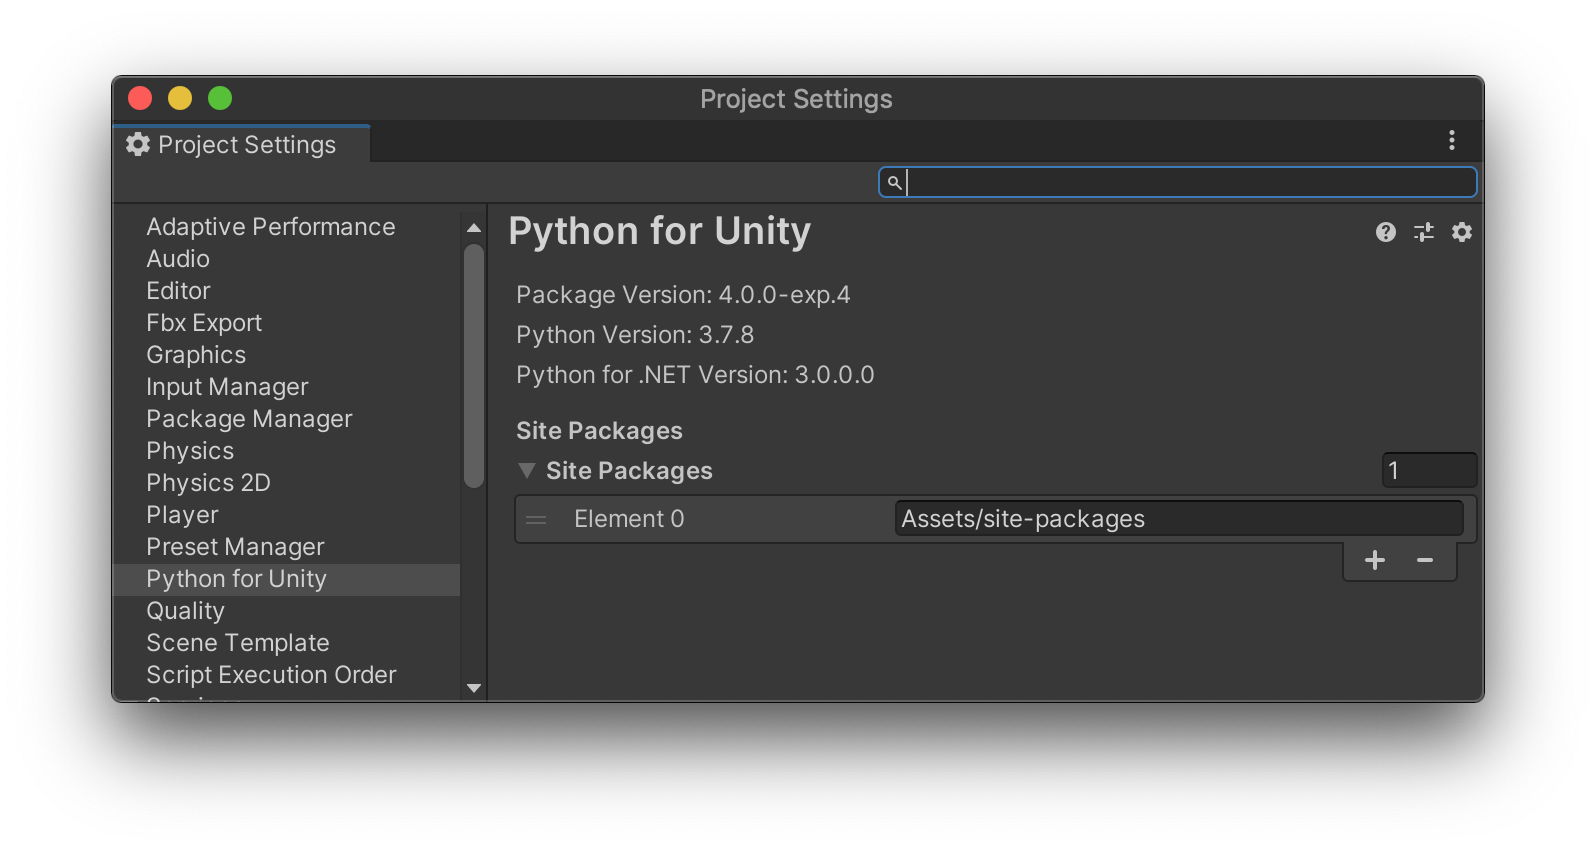 Project Settings
Project Settings
Adaptive Performance
Audio
Editor
Fbx Export
Graphics
Input Manager
Package Manager
Physics
Physics 2D
Player
Preset Manager
Python for Unity
Quality
Scene Template
Script Execution Order
Python for Unity
Package Version: 4.0.0-exp.4
Python Version: 3.7.8
Python for .NET Version: 3.0.0.0
Site Packages
Site Packages 1
Element 0 Assets/site-packages